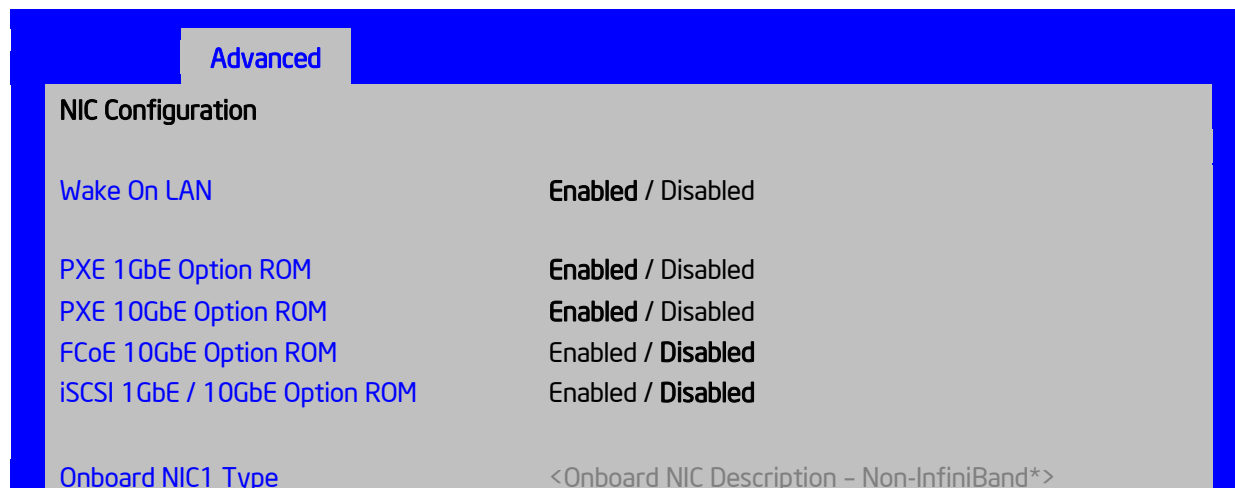 Advanced
NIC Configuration
Wake On LAN Enabled / Disabled
PXE 1GbE Option ROM Enabled / Disabled
PXE 10GbE Option ROM Enabled / Disabled
FCoE 10GbE Option ROM Enabled / Disabled
iSCSI 1GbE / 10GbE Option ROM Enabled / Disabled
Onboard NIC1 Type <Onboard NIC Description – Non-InfiniBand*>